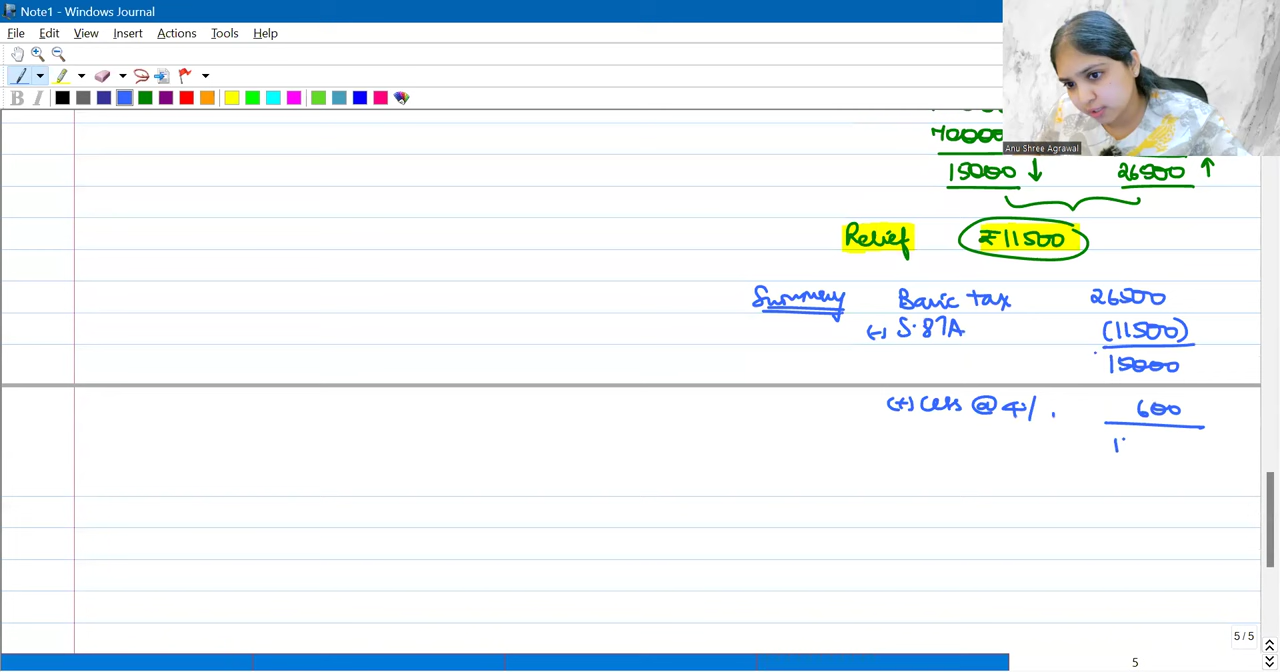 Note1 - Windows Journal
File Edit View Insert Actions Tools Help
B I
Anu Shree Agrawal
15000 ↓ 26500 ↑
Relief ₹11500
Summary Basic tax 26500
(-) S.87A (11500)
15000
(+) Cess @ 4%. 600
5/5
5